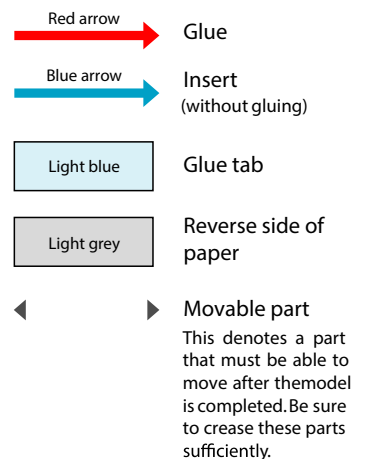 Red arrow
Glue
Blue arrow
Insert
(without gluing)
Light blue
Glue tab
Light grey
Reverse side of
paper
Movable part
This denotes a part
that must be able to
move after themodel
is completed. Be sure
to crease these parts
sufficiently.